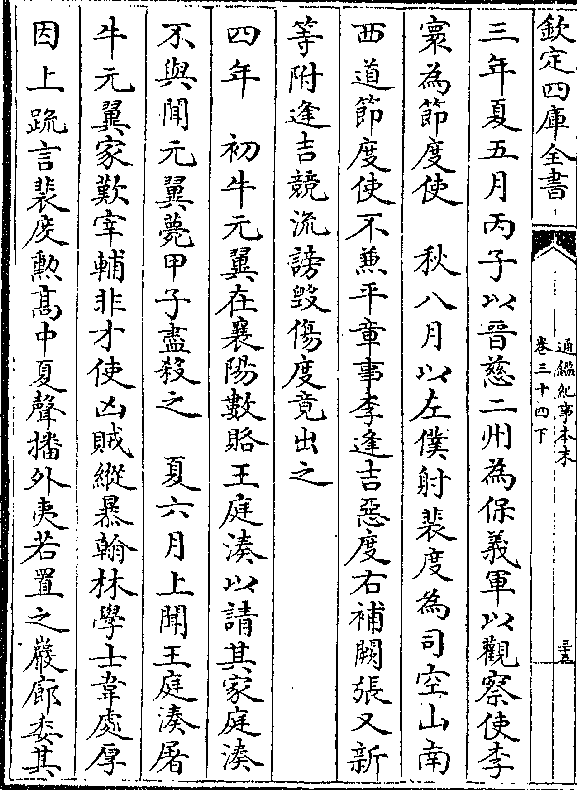 欽定四庫全書
通鑑紀事本末
卷三十四下
三十五
三年夏五月丙子以晉慈二州為保義軍以觀察使李
寰為節度使　秋八月以左僕射裴度為司空山南
西道節度使不兼平章事李逢吉惡度右補闕張又新
等附逢吉競流謗毀傷度竟出之
四年　初牛元翼在襄陽數賂王庭湊以請其家庭湊
不與聞元翼薨甲子盡殺之　夏六月上聞王庭湊屠
牛元翼家歎宰輔非才使凶賊縱暴翰林學士韋處厚
因上疏言裴度勲髙中夏聲播外夷若置之巖廊委其